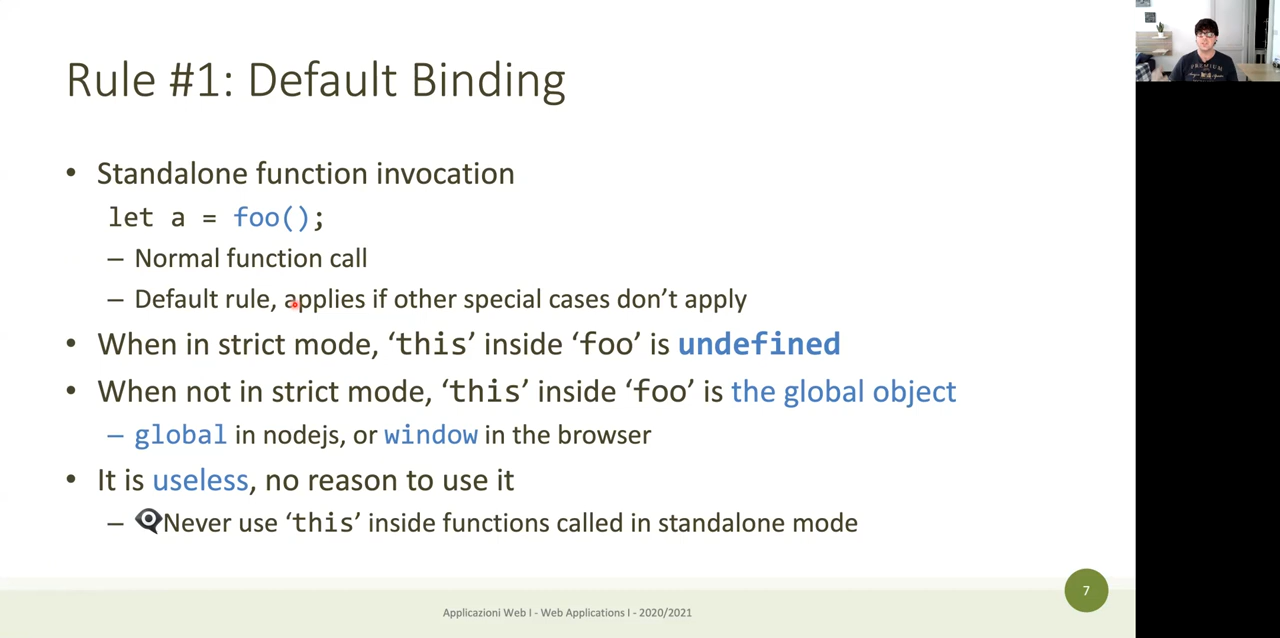 Rule #1: Default Binding
• Standalone function invocation
let a = foo();
– Normal function call
– Default rule, applies if other special cases don’t apply
• When in strict mode, ‘this’ inside ‘foo’ is undefined
• When not in strict mode, ‘this’ inside ‘foo’ is the global object
– global in nodejs, or window in the browser
• It is useless, no reason to use it
– Never use ‘this’ inside functions called in standalone mode
7
Applicazioni Web I - Web Applications I - 2020/2021
PREMIUM